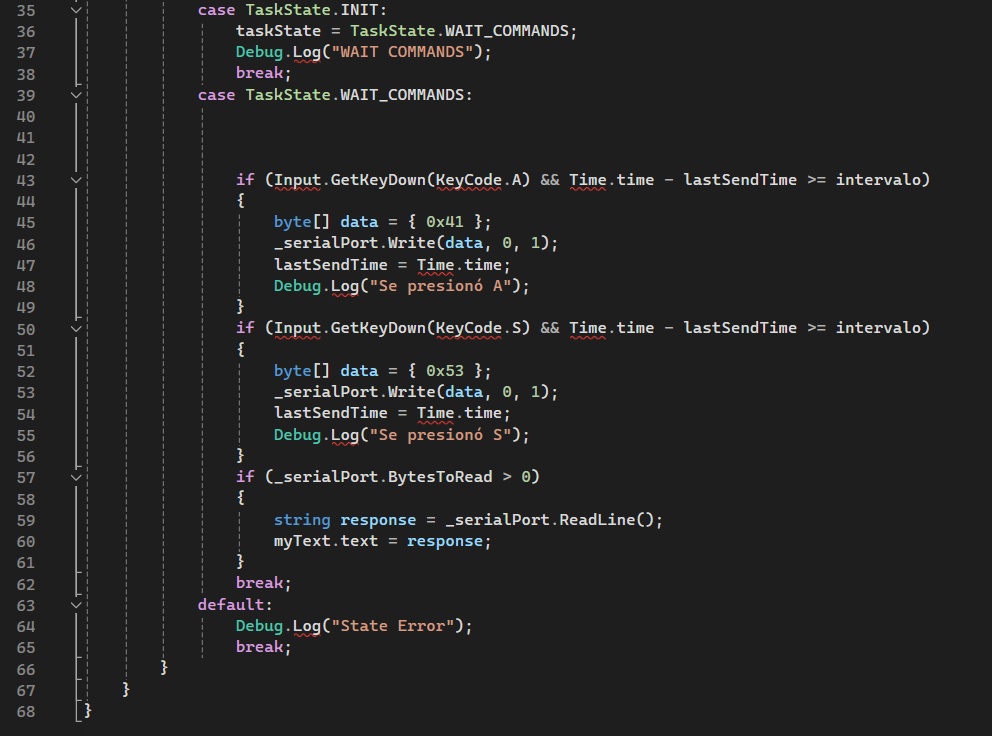 35 case TaskState.INIT:
36 taskState = TaskState.WAIT_COMMANDS;
37 Debug.Log("WAIT COMMANDS");
38 break;
39 case TaskState.WAIT_COMMANDS:
40
41
42
43 if (Input.GetKeyDown(KeyCode.A) && Time.time - lastSendTime >= intervalo)
44 {
45 byte[] data = { 0x41 };
46 _serialPort.Write(data, 0, 1);
47 lastSendTime = Time.time;
48 Debug.Log("Se presionó A");
49 }
50 if (Input.GetKeyDown(KeyCode.S) && Time.time - lastSendTime >= intervalo)
51 {
52 byte[] data = { 0x53 };
53 _serialPort.Write(data, 0, 1);
54 lastSendTime = Time.time;
55 Debug.Log("Se presionó S");
56 }
57 if (_serialPort.BytesToRead > 0)
58 {
59 string response = _serialPort.ReadLine();
60 myText.text = response;
61 }
62 break;
63 default:
64 Debug.Log("State Error");
65 break;
66 }
67 }
68 }